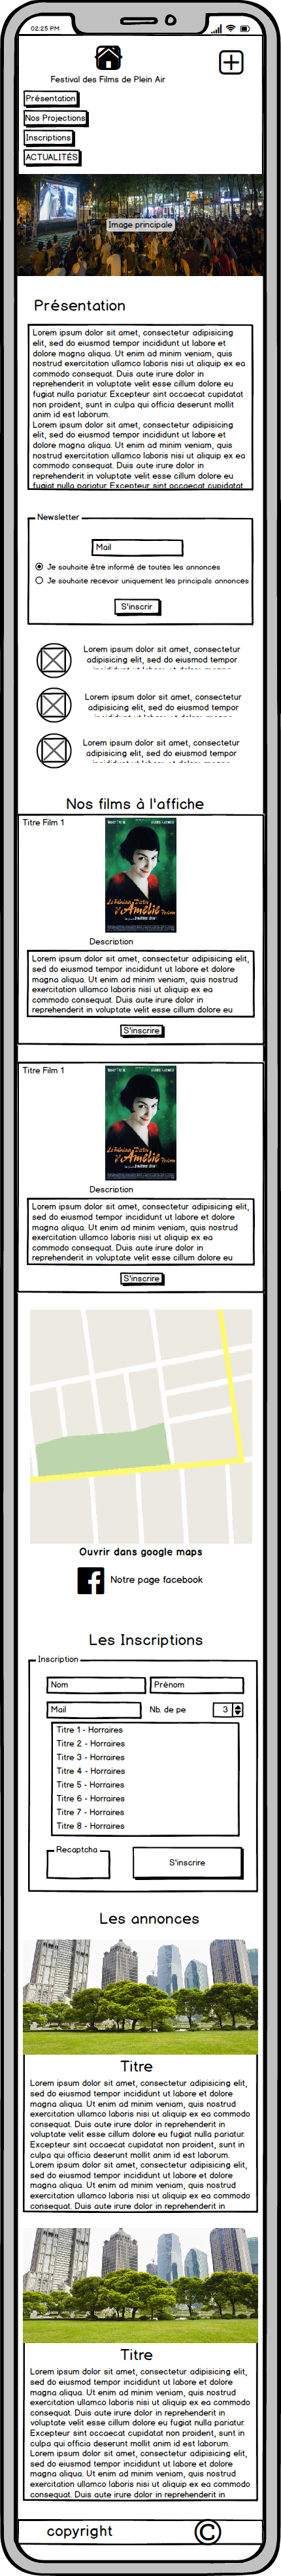 02:25 PM
Festival des Films de Plein Air
Présentation
Nos Projections
Inscriptions
ACTUALITÉS
Image principale
Présentation
Lorem ipsum dolor sit amet, consectetur adipisicing
elit, sed do eiusmod tempor incididunt ut labore et
dolore magna aliqua. Ut enim ad minim veniam, quis
nostrud exercitation ullamco laboris nisi ut aliquip ex ea
commodo consequat. Duis aute irure dolor in
reprehenderit in voluptate velit esse cillum dolore eu
fugiat nulla pariatur. Excepteur sint occaecat cupidatat
non proident, sunt in culpa qui officia deserunt mollit
anim id est laborum.
Lorem ipsum dolor sit amet, consectetur adipisicing
elit, sed do eiusmod tempor incididunt ut labore et
dolore magna aliqua. Ut enim ad minim veniam, quis
nostrud exercitation ullamco laboris nisi ut aliquip ex ea
commodo consequat. Duis aute irure dolor in
reprehenderit in voluptate velit esse cillum dolore eu
fugiat nulla pariatur. Excepteur sint occaecat cupidatat
Newsletter
Mail
Je souhaite être informé de toutes les annonces
Je souhaite recevoir uniquement les principals annonces
S'inscrir
Lorem ipsum dolor sit amet, consectetur
adipisicing elit, sed do eiusmod tempor
incididunt ut labore et dolore magna
Lorem ipsum dolor sit amet, consectetur
adipisicing elit, sed do eiusmod tempor
incididunt ut labore et dolore magna
Lorem ipsum dolor sit amet, consectetur
adipisicing elit, sed do eiusmod tempor
incididunt ut labore et dolore magna
Nos films à l'affiche
Titre Film 1
Le Fabuleux Destin
d'Amélie Poulain
Description
Lorem ipsum dolor sit amet, consectetur adipisicing elit,
sed do eiusmod tempor incididunt ut labore et dolore
magna aliqua. Ut enim ad minim veniam, quis nostrud
exercitation ullamco laboris nisi ut aliquip ex ea
commodo consequat. Duis aute irure dolor in
reprehenderit in voluptate velit esse cillum dolore eu
S'inscrire
Titre Film 1
Le Fabuleux Destin
d'Amélie Poulain
Description
Lorem ipsum dolor sit amet, consectetur adipisicing elit,
sed do eiusmod tempor incididunt ut labore et dolore
magna aliqua. Ut enim ad minim veniam, quis nostrud
exercitation ullamco laboris nisi ut aliquip ex ea
commodo consequat. Duis aute irure dolor in
reprehenderit in voluptate velit esse cillum dolore eu
S'inscrire
Ouvrir dans google maps
Notre page facebook
Les Inscriptions
Inscription
Nom Prénom
Mail Nb. de pe 3
Titre 1 - Horraires
Titre 2 - Horraires
Titre 3 - Horraires
Titre 4 - Horraires
Titre 5 - Horraires
Titre 6 - Horraires
Titre 7 - Horraires
Titre 8 - Horraires
Recaptcha
S'inscrire
Les annonces
Titre
Lorem ipsum dolor sit amet, consectetur adipisicing elit,
sed do eiusmod tempor incididunt ut labore et dolore
magna aliqua. Ut enim ad minim veniam, quis nostrud
exercitation ullamco laboris nisi ut aliquip ex ea commodo
consequat. Duis aute irure dolor in reprehenderit in
voluptate velit esse cillum dolore eu fugiat nulla pariatur.
Excepteur sint occaecat cupidatat non proident, sunt in
culpa qui officia deserunt mollit anim id est laborum.
Lorem ipsum dolor sit amet, consectetur adipisicing elit,
sed do eiusmod tempor incididunt ut labore et dolore
magna aliqua. Ut enim ad minim veniam, quis nostrud
exercitation ullamco laboris nisi ut aliquip ex ea commodo
consequat. Duis aute irure dolor in reprehenderit in
Titre
Lorem ipsum dolor sit amet, consectetur adipisicing elit,
sed do eiusmod tempor incididunt ut labore et dolore
magna aliqua. Ut enim ad minim veniam, quis nostrud
exercitation ullamco laboris nisi ut aliquip ex ea commodo
consequat. Duis aute irure dolor in reprehenderit in
voluptate velit esse cillum dolore eu fugiat nulla pariatur.
Excepteur sint occaecat cupidatat non proident, sunt in
culpa qui officia deserunt mollit anim id est laborum.
Lorem ipsum dolor sit amet, consectetur adipisicing elit,
sed do eiusmod tempor incididunt ut labore et dolore
magna aliqua. Ut enim ad minim veniam, quis nostrud
exercitation ullamco laboris nisi ut aliquip ex ea commodo
consequat. Duis aute irure dolor in reprehenderit in
copyright ©